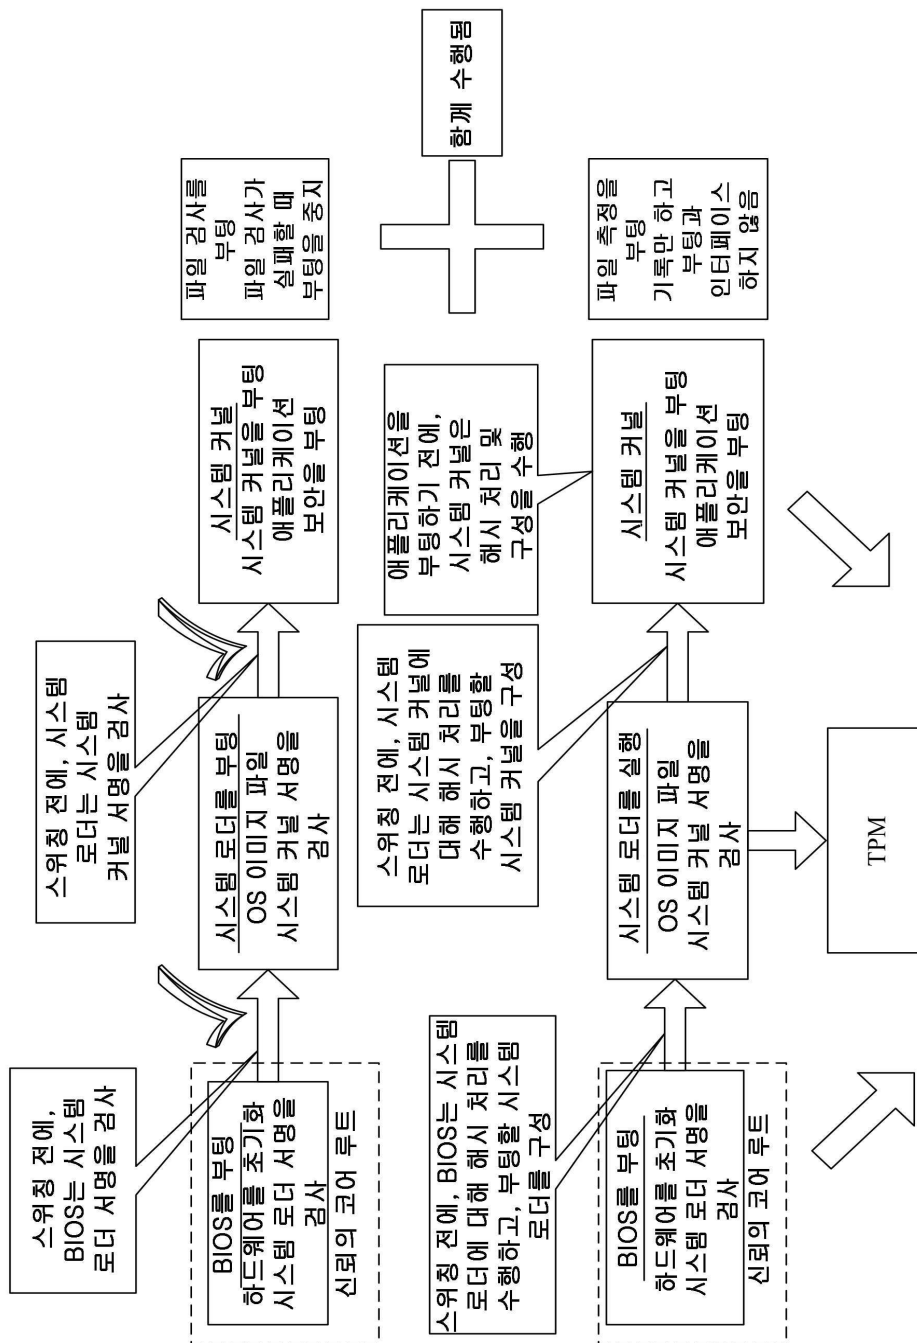 스위칭 전에,
BIOS는 시스템
로더 서명을 검사
스위칭 전에, 시스템
로더는 시스템
커널 서명을 검사
BIOS를 부팅
하드웨어를 초기화
시스템 로더 서명을
검사
신뢰의 코어 루트
시스템 로더를 부팅
OS 이미지 파일
시스템 커널 서명을
검사
시스템 커널
시스템 커널을 부팅
애플리케이션
보안을 부팅
파일 검사를
부팅
파일 검사가
실패할 때
부팅을 중지
함께 수행됨
스위칭 전에, BIOS는 시스템
로더에 대해 해시 처리를
수행하고, 부팅할 시스템
로더를 구성
스위칭 전에, 시스템
로더는 시스템 커널에
대해 해시 처리를
수행하고, 부팅할
시스템 커널을 구성
애플리케이션을
부팅하기 전에,
시스템 커널은
해시 처리 및
구성을 수행
BIOS를 부팅
하드웨어를 초기화
시스템 로더 서명을
검사
신뢰의 코어 루트
시스템 로더를 실행
OS 이미지 파일
시스템 커널 서명을
검사
시스템 커널
시스템 커널을 부팅
애플리케이션
보안을 부팅
파일 측정을
부팅
기록만 하고
부팅과
인터페이스
하지 않음
TPM